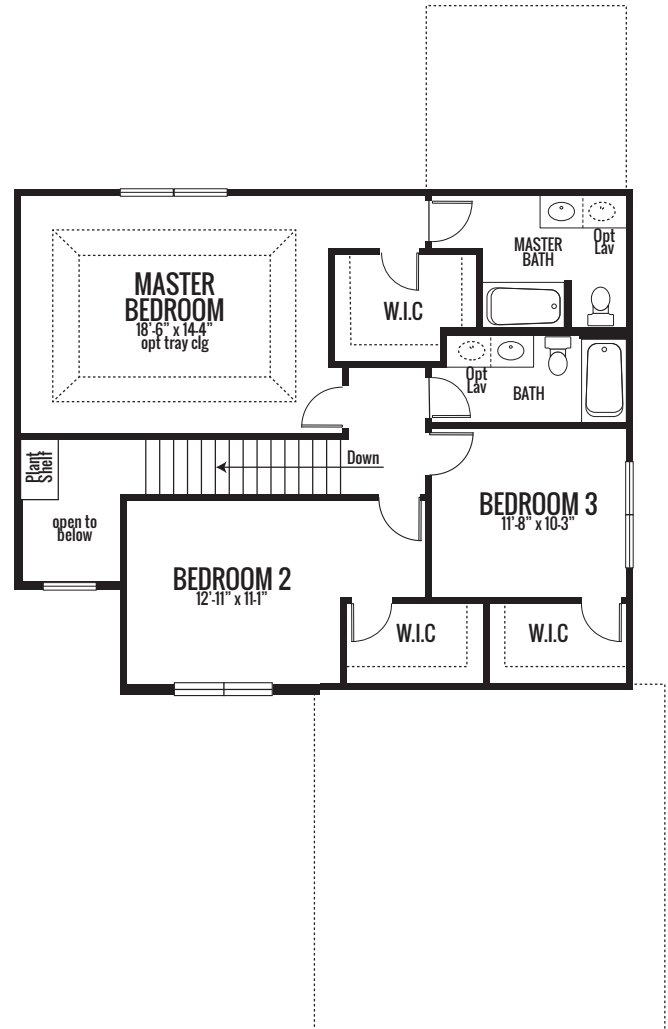 MASTER
BATH
Opt
Lav
MASTER
BEDROOM
18'-6" x 14-4"
opt tray clg
W.I.C
Opt
Lav
BATH
Plant
Shelf
Down
open to
below
BEDROOM 3
11'-8" x 10-3"
BEDROOM 2
12'-11" x 11-1"
W.I.C
W.I.C